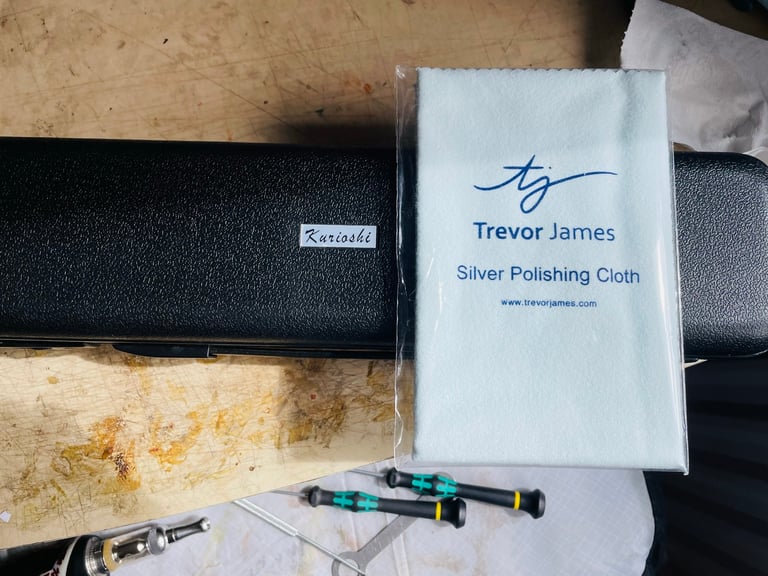 Kurioshi
tj
Trevor James
Silver Polishing Cloth
www.trevorjames.com